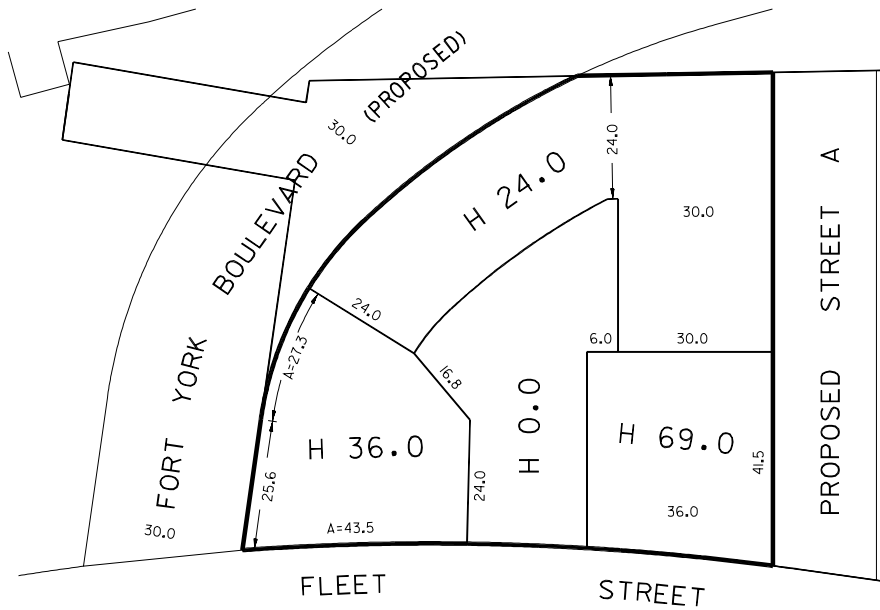 (PROPOSED)
30.0
FORT YORK BOULEVARD
H 24.0
24.0
30.0
PROPOSED STREET A
24.0
A=27.3
16.8
6.0
30.0
H 36.0
H 0.0
H 69.0
25.6
24.0
41.5
36.0
A=43.5
30.0
FLEET STREET